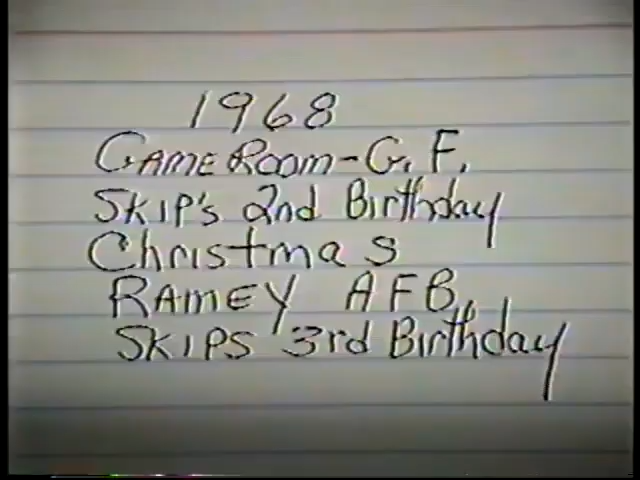 1968
GAME ROOM - G. F.
SKIP'S 2nd Birthday
Christmas
RAMEY AFB,
SKIPS 3rd Birthday